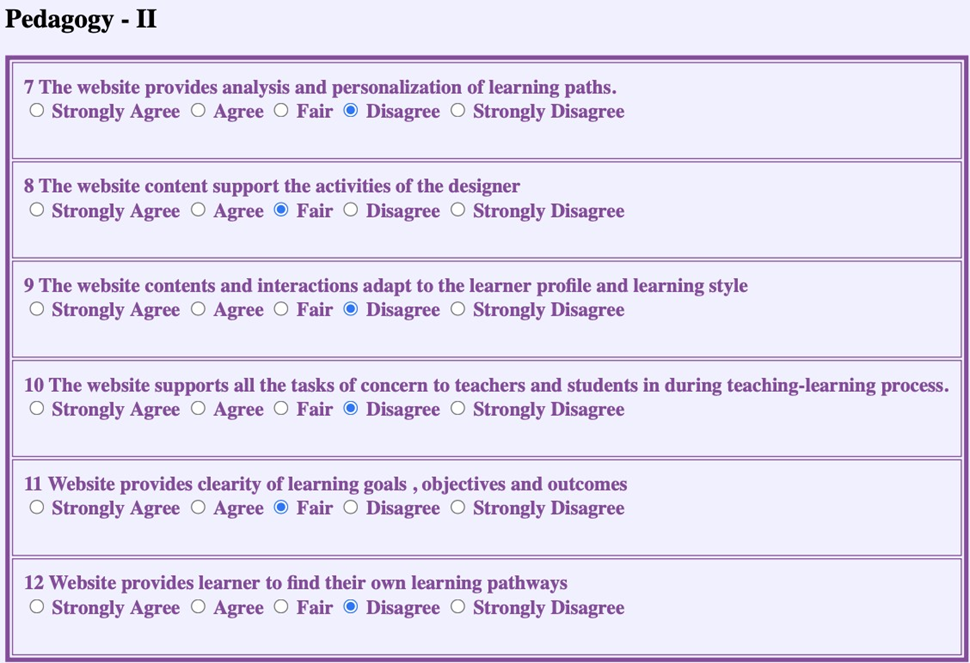 Pedagogy - II
7 The website provides analysis and personalization of learning paths.
Strongly Agree Agree Fair Disagree Strongly Disagree
8 The website content support the activities of the designer
Strongly Agree Agree Fair Disagree Strongly Disagree
9 The website contents and interactions adapt to the learner profile and learning style
Strongly Agree Agree Fair Disagree Strongly Disagree
10 The website supports all the tasks of concern to teachers and students in during teaching-learning process.
Strongly Agree Agree Fair Disagree Strongly Disagree
11 Website provides clearity of learning goals , objectives and outcomes
Strongly Agree Agree Fair Disagree Strongly Disagree
12 Website provides learner to find their own learning pathways
Strongly Agree Agree Fair Disagree Strongly Disagree